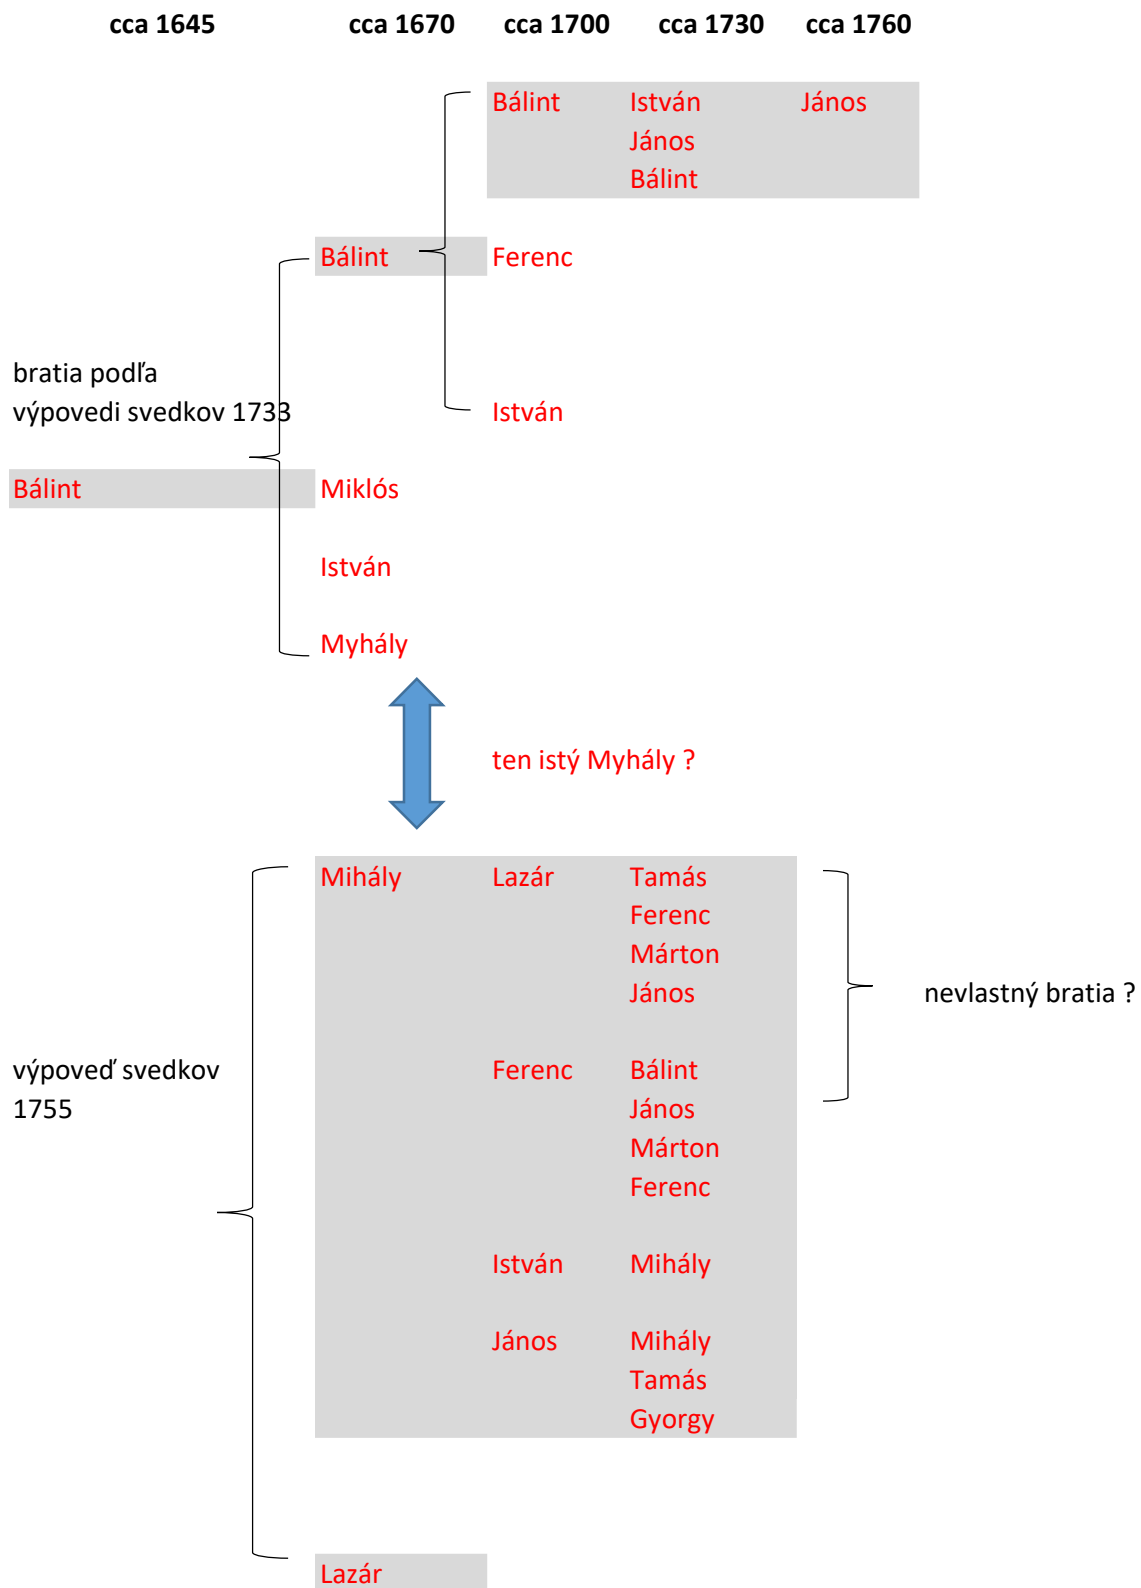 cca 1645 cca 1670 cca 1700 cca 1730 cca 1760
Bálint István János
János
Bálint
Bálint Ferenc
bratia podľa
výpovedi svedkov 1733 István
Bálint Miklós
István
Myhály
ten istý Myhály ?
Mihály Lazár Tamás
Ferenc
Márton
János nevlastný bratia ?
výpoveď svedkov Ferenc Bálint
1755 János
Márton
Ferenc
István Mihály
János Mihály
Tamás
Gyorgy
Lazár